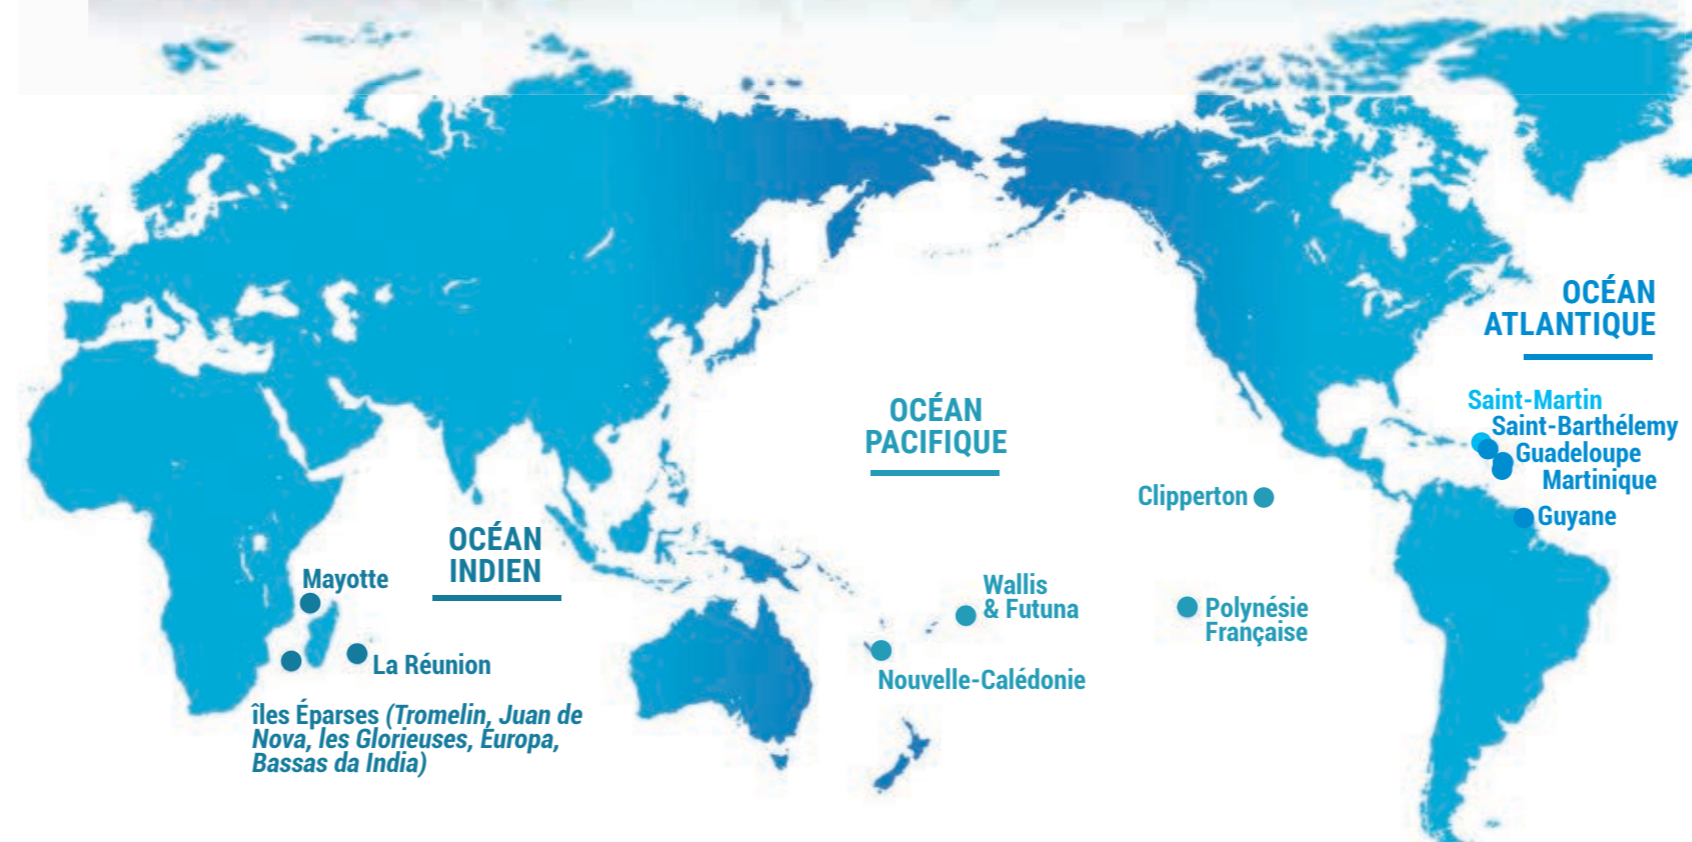 OCÉAN
ATLANTIQUE
Saint-Martin
Saint-Barthélemy
Guadeloupe
Martinique
Guyane
OCÉAN
PACIFIQUE
Clipperton
Wallis
& Futuna
Polynésie
Française
Nouvelle-Calédonie
OCÉAN
INDIEN
Mayotte
La Réunion
îles Éparses (Tromelin, Juan de
Nova, les Glorieuses, Europa,
Bassas da India)